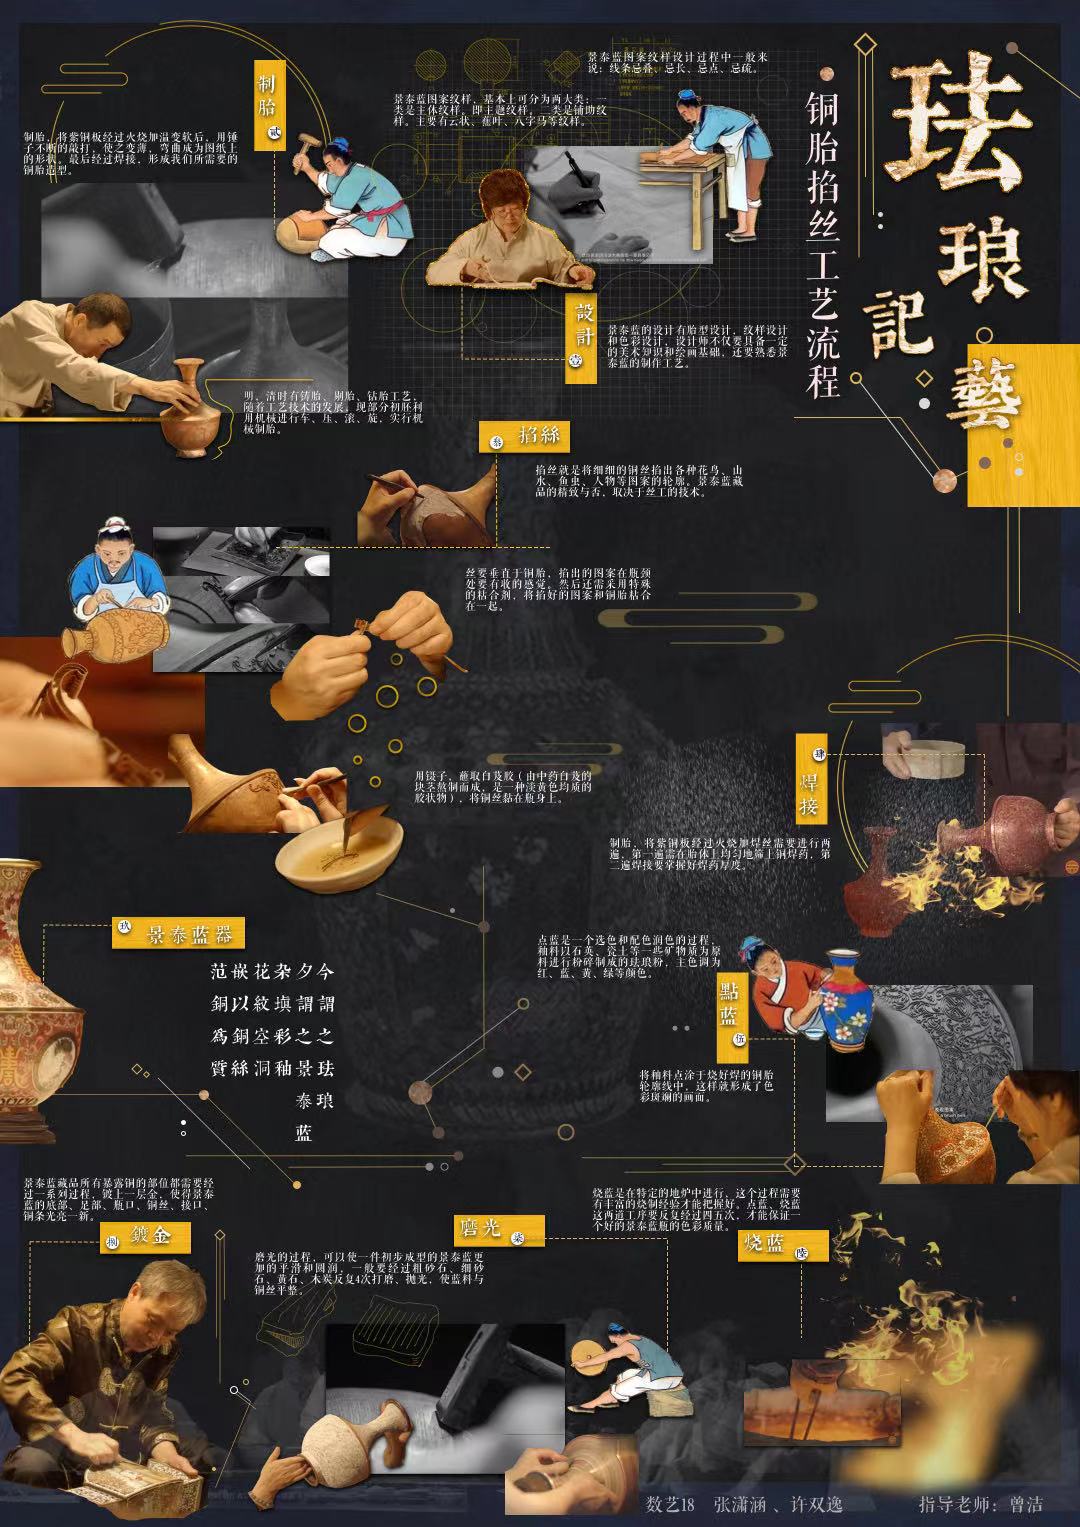 珐
琅
記
藝
铜胎掐丝工艺流程
景泰蓝图案纹样设计过程中一般来
说：线条忌叠、忌长、忌点、忌疏。
景泰蓝图案纹样，基本上可分为两大类：一
类是主体纹样，即主题纹样，二类是辅助纹
样。主要有云状、蕉叶、八字马等纹样。
設計
壹
景泰蓝的设计有胎型设计，纹样设计
和色彩设计，设计师不仅要具备一定
的美术知识和绘画基础，还要熟悉景
泰蓝的制作工艺。
制胎
贰
制胎，将紫铜板经过火烧加温变软后，用锤
子不断的敲打，使之变薄，弯曲成为图纸上
的形状。最后经过焊接，形成我们所需要的
铜胎造型。
明、清时有铸胎、剔胎、钻胎工艺，
随着工艺技术的发展，现部分初胚利
用机械进行车、压、滚、旋，实行机
械制胎。
叁
掐絲
掐丝就是将细细的铜丝掐出各种花鸟、山
水、鱼虫、人物等图案的轮廓。景泰蓝藏
品的精致与否，取决于丝工的技术。
丝要垂直于铜胎，掐出的图案在瓶颈
处要有收的感觉。然后还需采用特殊
的粘合剂，将掐好的图案和铜胎粘合
在一起。
用镊子，蘸取白芨胶（由中药白芨的
块茎熬制而成，是一种淡黄色均质的
胶状物），将铜丝黏在瓶身上。
肆
焊接
制胎，将紫铜板经过火烧加焊丝需要进行两
遍，第一遍需在胎体上均匀地筛上铜焊药，第
二遍焊接要掌握好焊药厚度。
点蓝是一个选色和配色润色的过程，
釉料以石英、瓷土等一些矿物质为原
料进行粉碎制成的珐琅粉，主色调为
红、蓝、黄、绿等颜色。
點蓝
伍
将釉料点涂于烧好焊的铜胎
轮廓线中，这样就形成了色
彩斑斓的画面。
烧蓝是在特定的地炉中进行，这个过程需要
有丰富的烧制经验才能把握好。点蓝、烧蓝
这两道工序要反复经过四五次，才能保证一
个好的景泰蓝瓶的色彩质量。
烧蓝
陸
磨光
柒
磨光的过程，可以使一件初步成型的景泰蓝更
加的平滑和圆润，一般要经过粗砂石、细砂
石、黄石、木炭反复4次打磨、抛光，使蓝料与
铜丝平整。
景泰蓝藏品所有暴露铜的部位都需要经
过一系列过程，镀上一层金，使得景泰
蓝的底部、足部、瓶口、铜丝、接口、
铜条光亮一新。
捌
鍍金
玖
景泰蓝器
今謂之珐琅
夕謂之景泰蓝
杂填彩釉
花紋空洞
嵌以銅絲
范銅爲質
数艺18 张潇涵 、许双逸
指导老师：曾洁